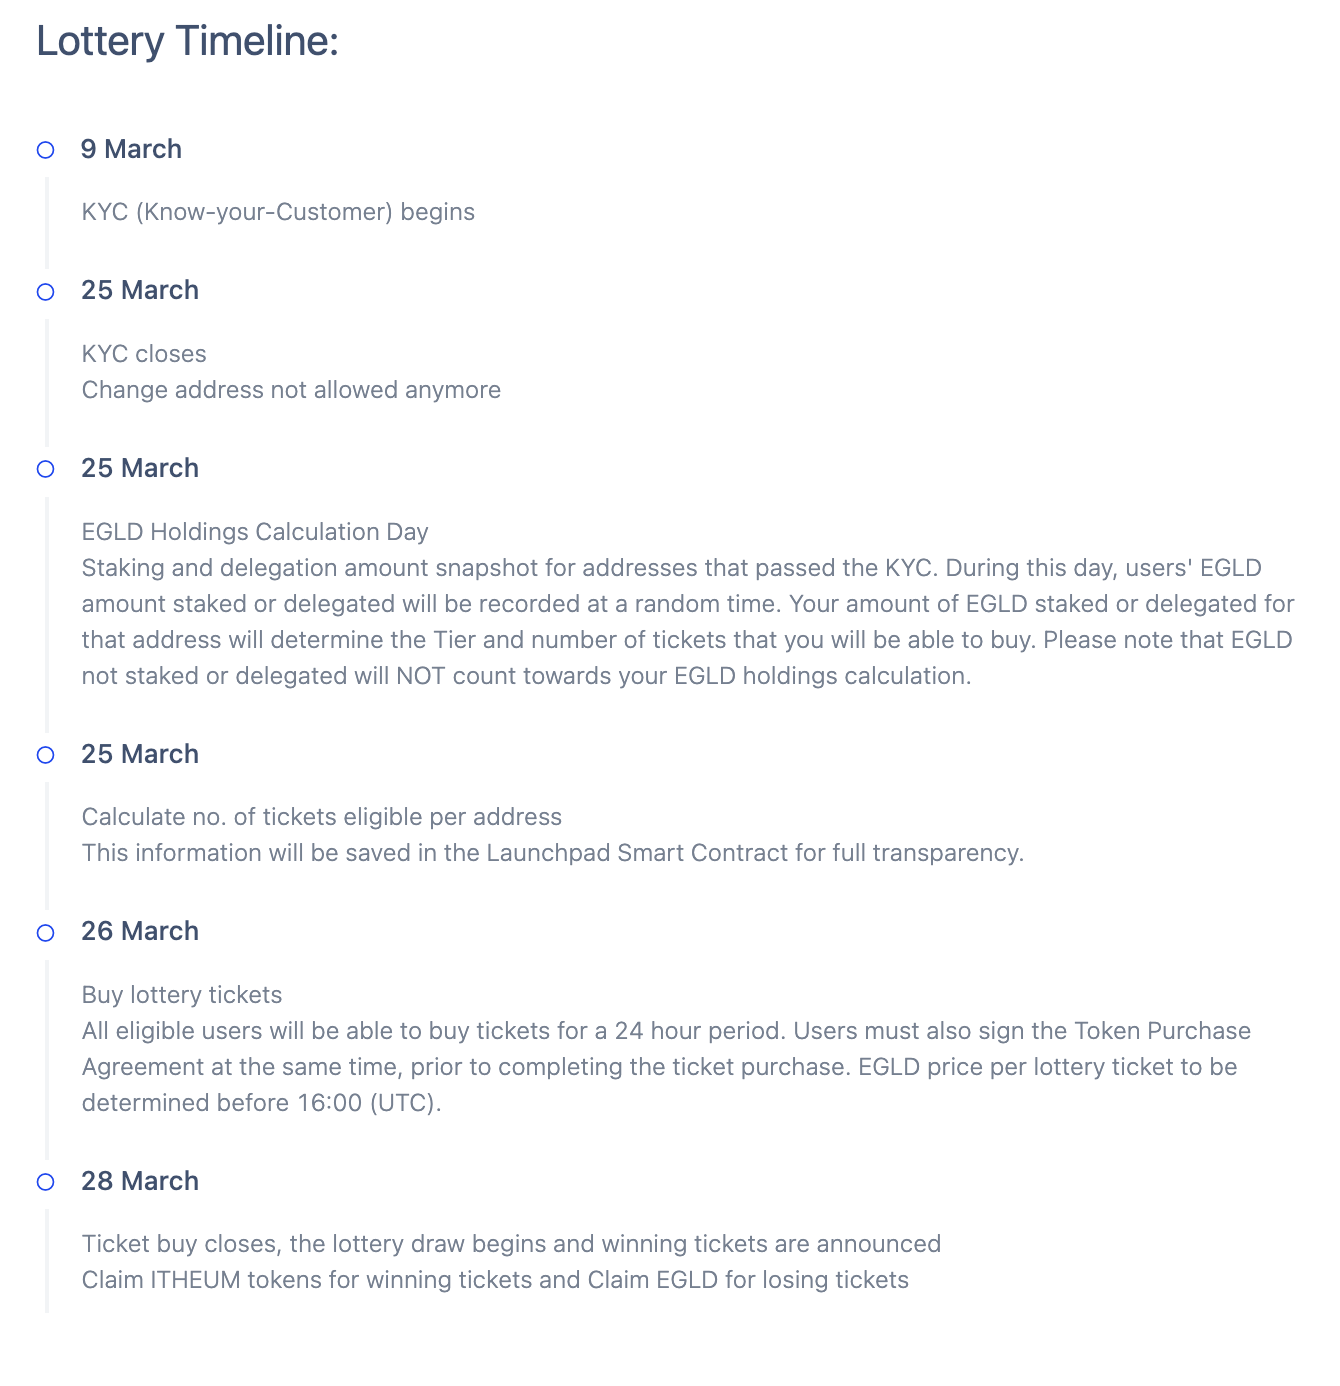 Lottery Timeline:
9 March
KYC (Know-your-Customer) begins
25 March
KYC closes
Change address not allowed anymore
25 March
EGLD Holdings Calculation Day
Staking and delegation amount snapshot for addresses that passed the KYC. During this day, users' EGLD
amount staked or delegated will be recorded at a random time. Your amount of EGLD staked or delegated for
that address will determine the Tier and number of tickets that you will be able to buy. Please note that EGLD
not staked or delegated will NOT count towards your EGLD holdings calculation.
25 March
Calculate no. of tickets eligible per address
This information will be saved in the Launchpad Smart Contract for full transparency.
26 March
Buy lottery tickets
All eligible users will be able to buy tickets for a 24 hour period. Users must also sign the Token Purchase
Agreement at the same time, prior to completing the ticket purchase. EGLD price per lottery ticket to be
determined before 16:00 (UTC).
28 March
Ticket buy closes, the lottery draw begins and winning tickets are announced
Claim ITHEUM tokens for winning tickets and Claim EGLD for losing tickets